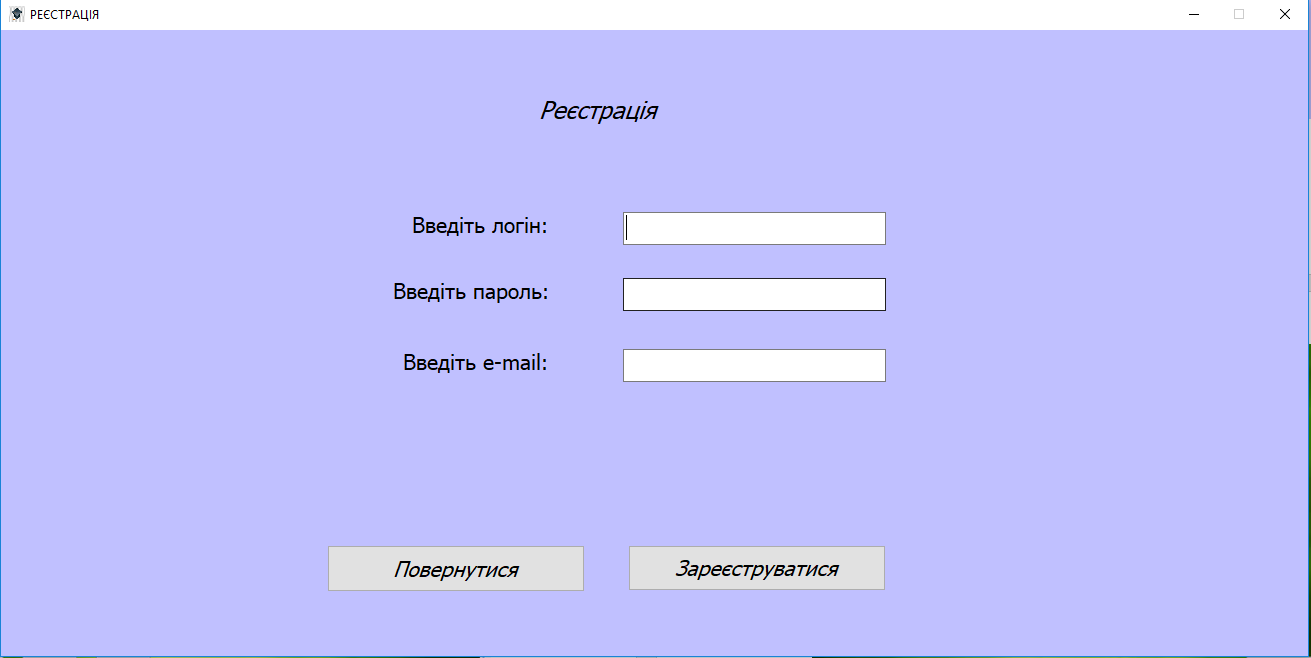 РЕЄСТРАЦІЯ
Реєстрація
Введіть логін:
Введіть пароль:
Введіть e-mail:
Повернутися
Зареєструватися